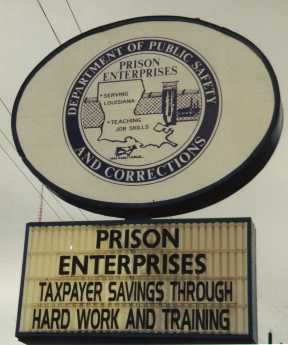 DEPARTMENT OF PUBLIC SAFETY
AND CORRECTIONS
PRISON
ENTERPRISES
• SERVING
LOUISIANA
• TEACHING
JOB SKILLS
PRISON
ENTERPRISES
TAXPAYER SAVINGS THROUGH
HARD WORK AND TRAINING